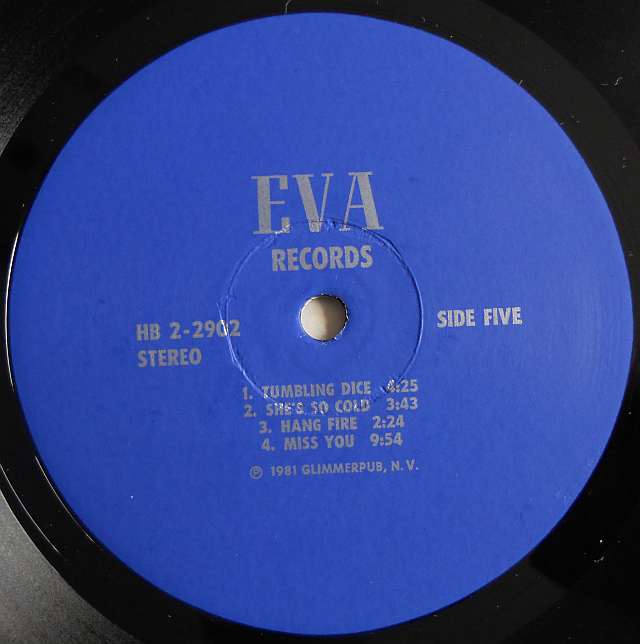 EVA
RECORDS
HB 2-2902
STEREO
SIDE FIVE
1. TUMBLING DICE 4:25
2. SHE'S SO COLD 3:43
3. HANG FIRE 2:24
4. MISS YOU 9:54
℗ 1981 GLIMMERPUB, N.V.